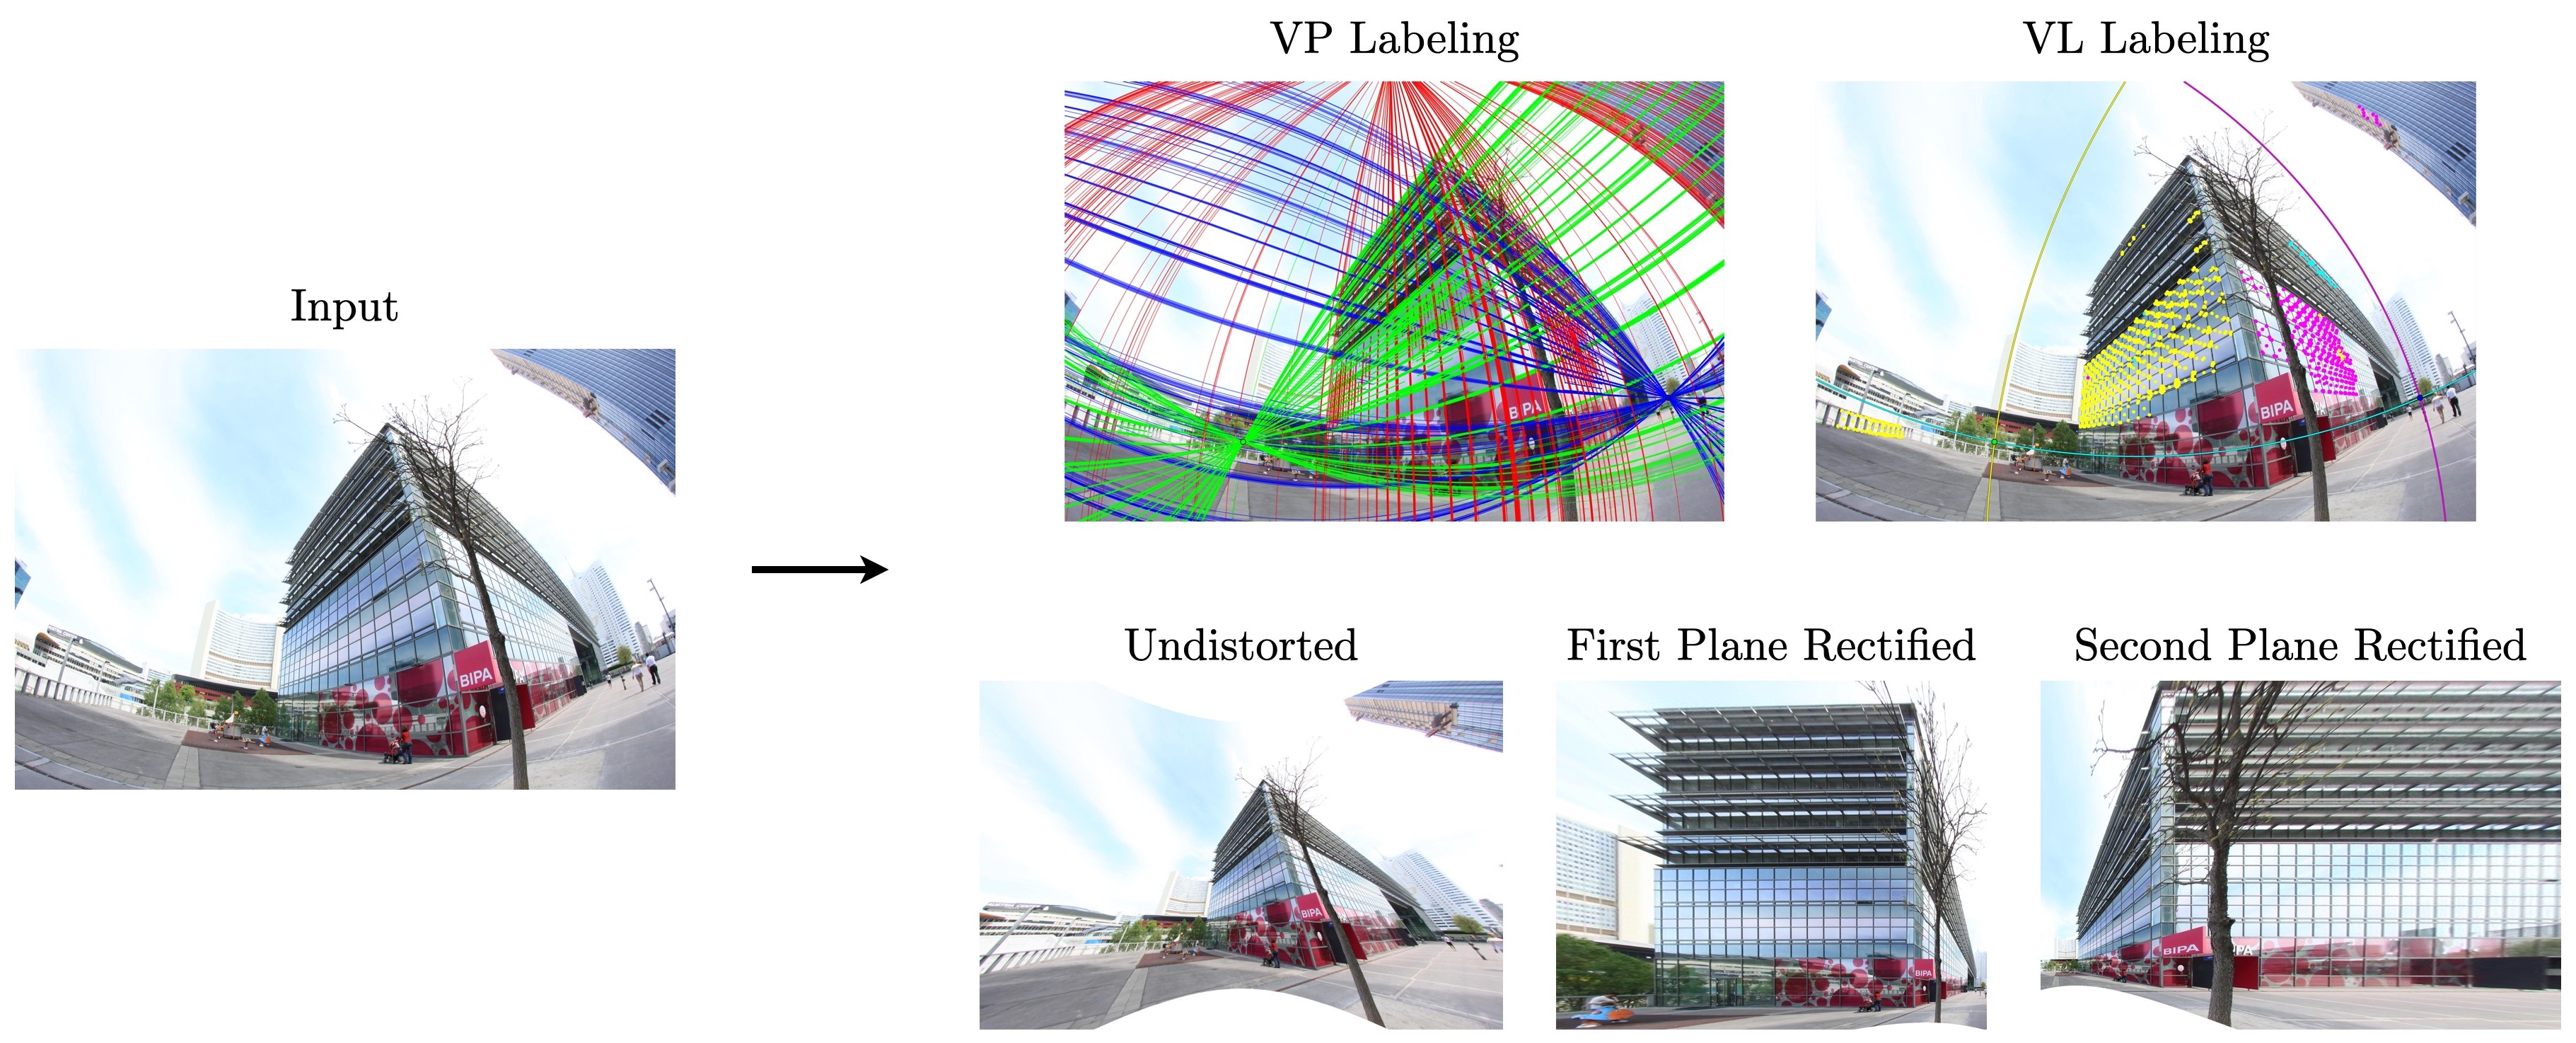 VP Labeling
VL Labeling
Input
BIPA
BIPA
BIPA
Undistorted
First Plane Rectified
Second Plane Rectified
BIPA
BIPA
BIPA